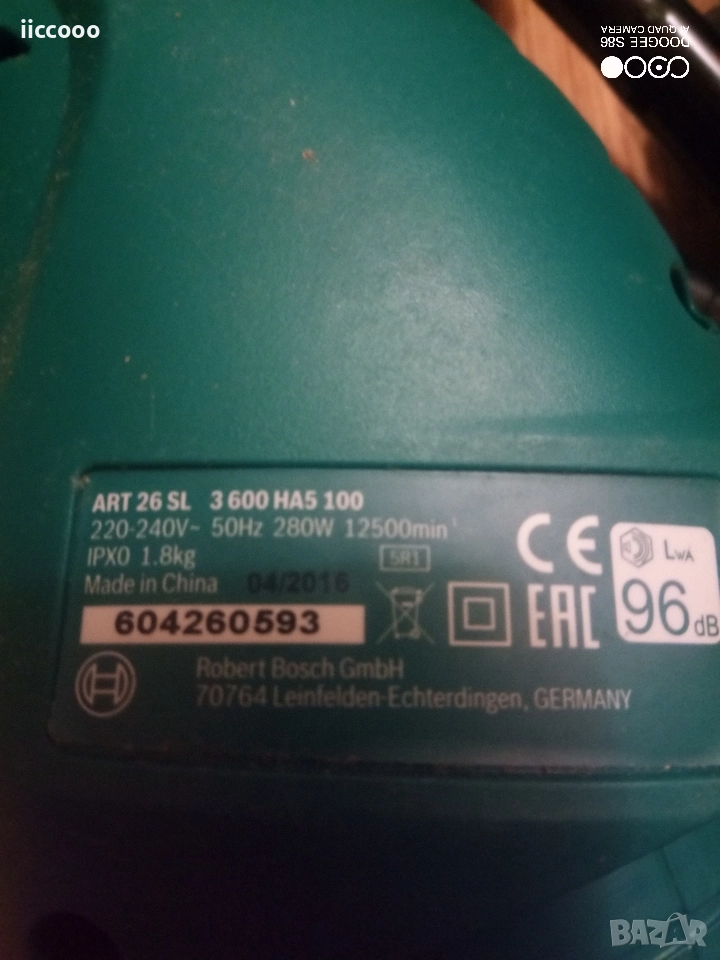 iiccooo
DOOGEE S86
AI QUAD CAMERA
ART 26 SL 3 600 HA5 100
220-240V~ 50Hz 280W 12500min⁻¹
IPX0 1.8kg
5R1
Made in China 04/2016
604260593
CE
EAC
LWA
96 dB
Robert Bosch GmbH
70764 Leinfelden-Echterdingen, GERMANY
BAZAR